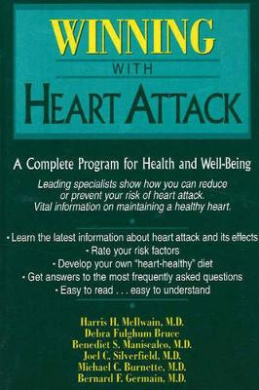 WINNING
WITH
HEART ATTACK
A Complete Program for Health and Well-Being
Leading specialists show how you can reduce
or prevent your risk of heart attack.
Vital information on maintaining a healthy heart.
• Learn the latest information about heart attack and its effects
• Rate your risk factors
• Develop your own "heart-healthy" diet
• Get answers to the most frequently asked questions
• Easy to read . . . easy to understand
Harris H. McIlwain, M.D.
Debra Fulghum Bruce
Benedict S. Maniscalco, M.D.
Joel C. Silverfield, M.D.
Michael C. Burnette, M.D.
Bernard F. Germain, M.D.